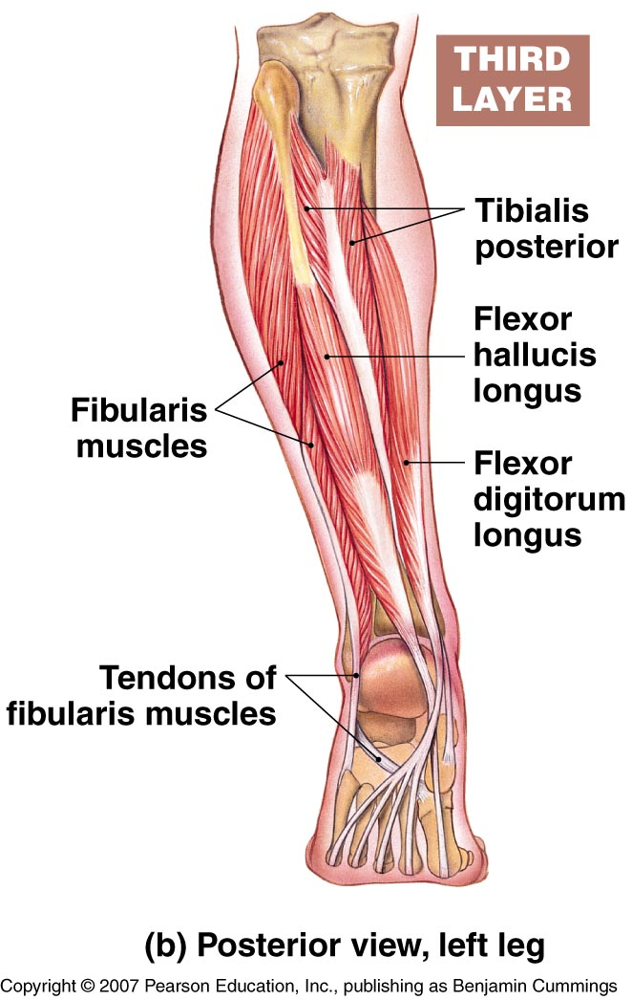 THIRD
LAYER
Tibialis
posterior
Flexor
hallucis
longus
Fibularis
muscles
Flexor
digitorum
longus
Tendons of
fibularis muscles
(b) Posterior view, left leg
Copyright © 2007 Pearson Education, Inc., publishing as Benjamin Cummings